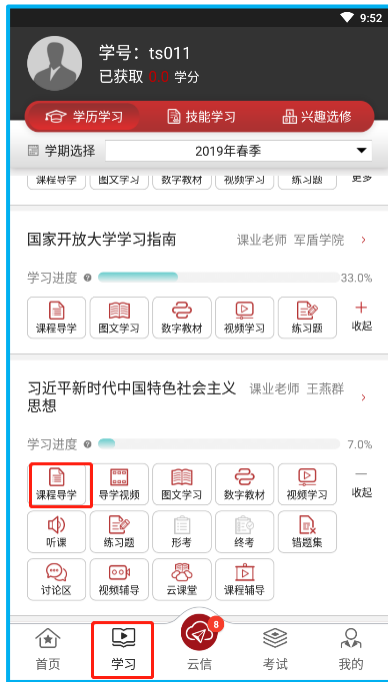 9:52
学号：ts011
已获取 0.0 学分
学历学习 技能学习 兴趣选修
学期选择 2019年春季
课程导学 图文学习 数字教材 视频学习 练习题 更多
国家开放大学学习指南 课业老师 军盾学院
学习进度 33.0%
课程导学 图文学习 数字教材 视频学习 练习题 收起
习近平新时代中国特色社会主义 课业老师 王燕群
思想
学习进度 7.0%
课程导学 导学视频 图文学习 数字教材 视频学习 收起
听课 练习题 形考 终考 错题集
讨论区 视频辅导 云课堂 课程辅导
8
首页 学习 云信 考试 我的